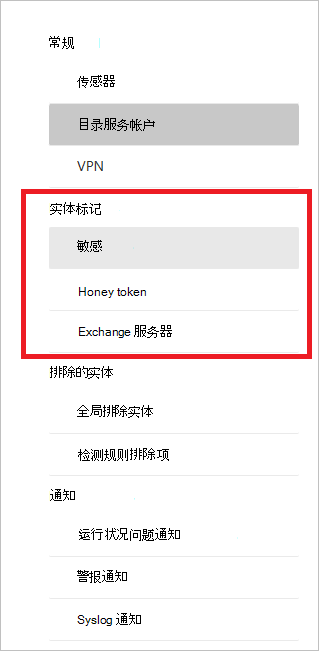 常规
传感器
目录服务帐户
VPN
实体标记
敏感
Honey token
Exchange 服务器
排除的实体
全局排除实体
检测规则排除项
通知
运行状况问题通知
警报通知
Syslog 通知